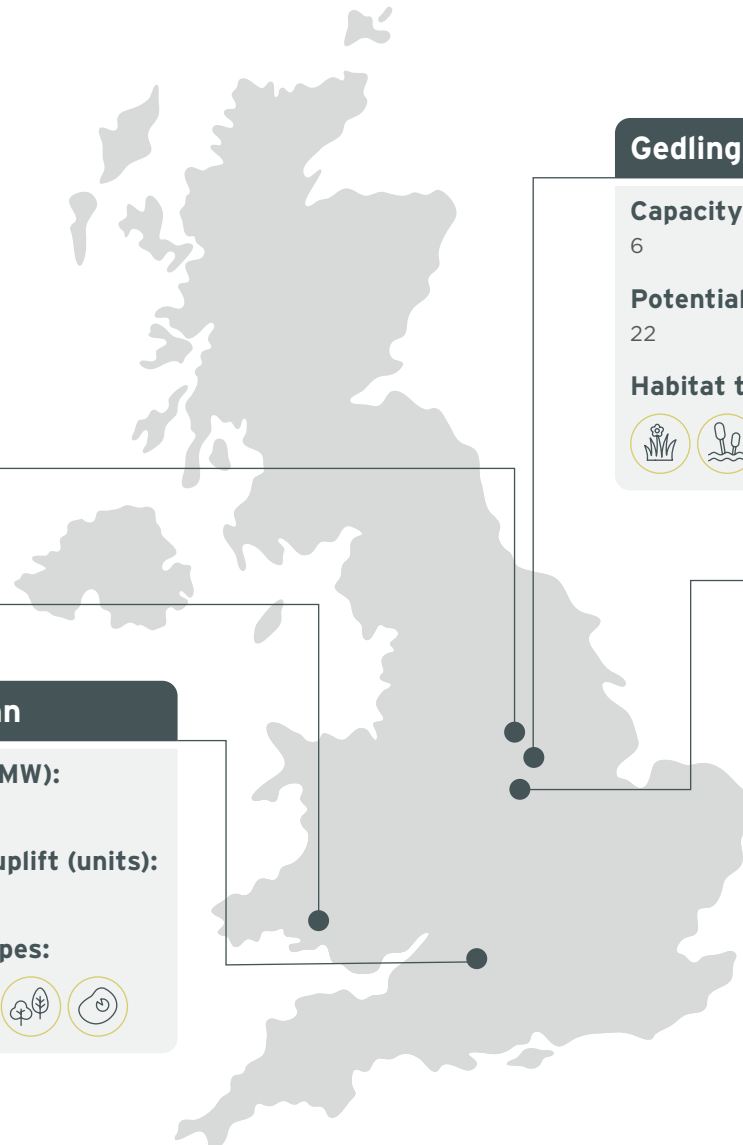 Gedling
Capacity
6
Potential
22
Habitat t
n
MW):
uplift (units):
pes: